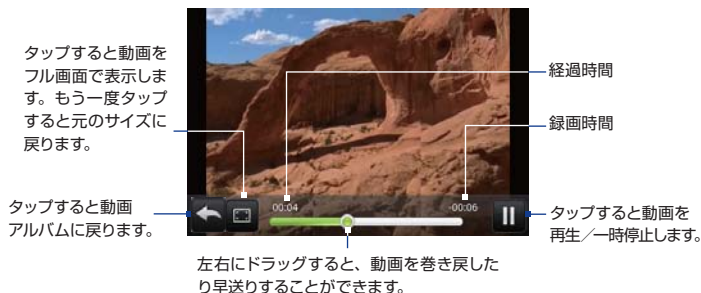 タップすると動画を
フル画面で表示しま
す。もう一度タップ
すると元のサイズに
戻ります。
経過時間
録画時間
00:04
-00:06
タップすると動画
アルバムに戻ります。
タップすると動画を
再生／一時停止します。
左右にドラッグすると、動画を巻き戻した
り早送りすることができます。